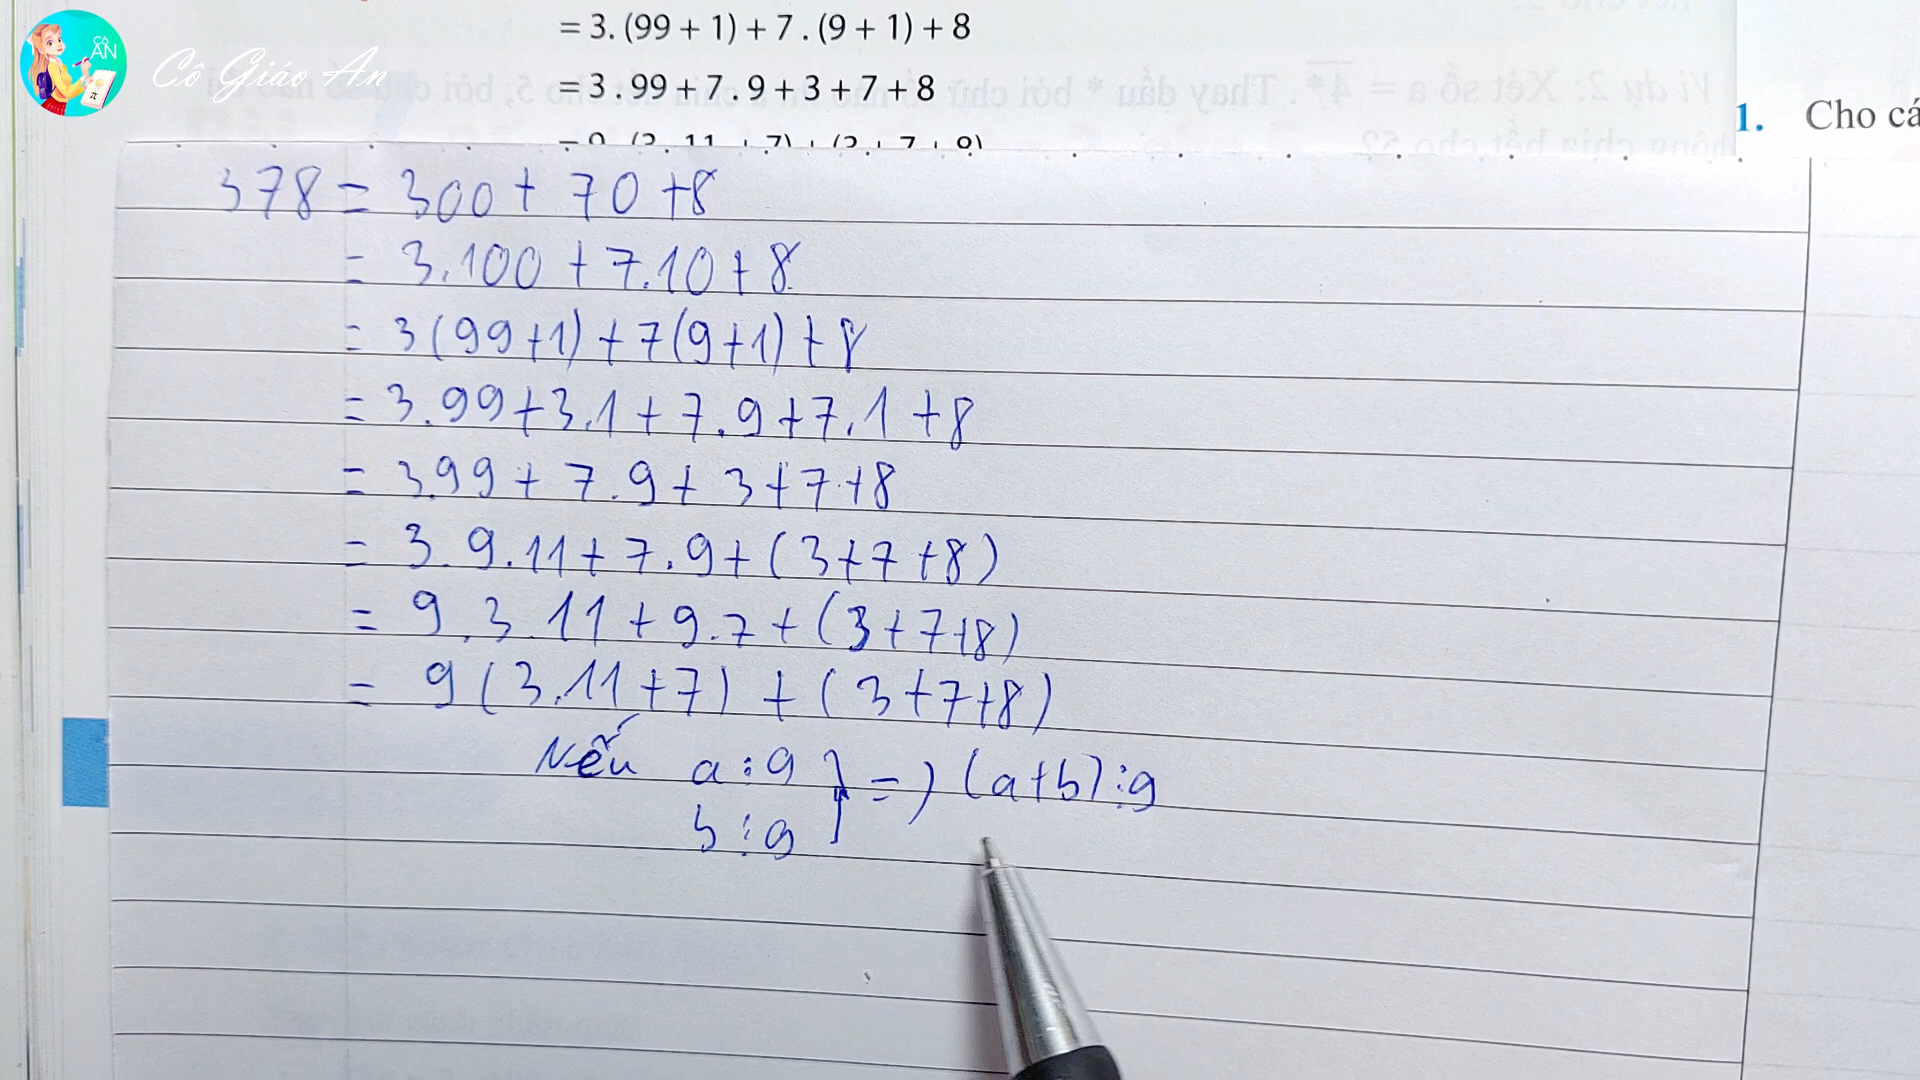 = 3. (99 + 1) + 7 . (9 + 1) + 8
CÔ AN
Cô Giáo An
= 3 . 99 + 7 . 9 + 3 + 7 + 8
1. Cho cá
378 = 300 + 70 + 8
= 3.100 + 7.10 + 8
= 3(99+1) + 7(9+1) + 8
= 3.99 + 3.1 + 7.9 + 7.1 + 8
= 3.99 + 7.9 + 3 + 7 + 8
= 3.9.11 + 7.9 + (3+7+8)
= 9.3.11 + 9.7 + (3+7+8)
= 9(3.11+7) + (3+7+8)
Nếu a ⋮ 9 } => (a+b) ⋮ 9
b ⋮ 9